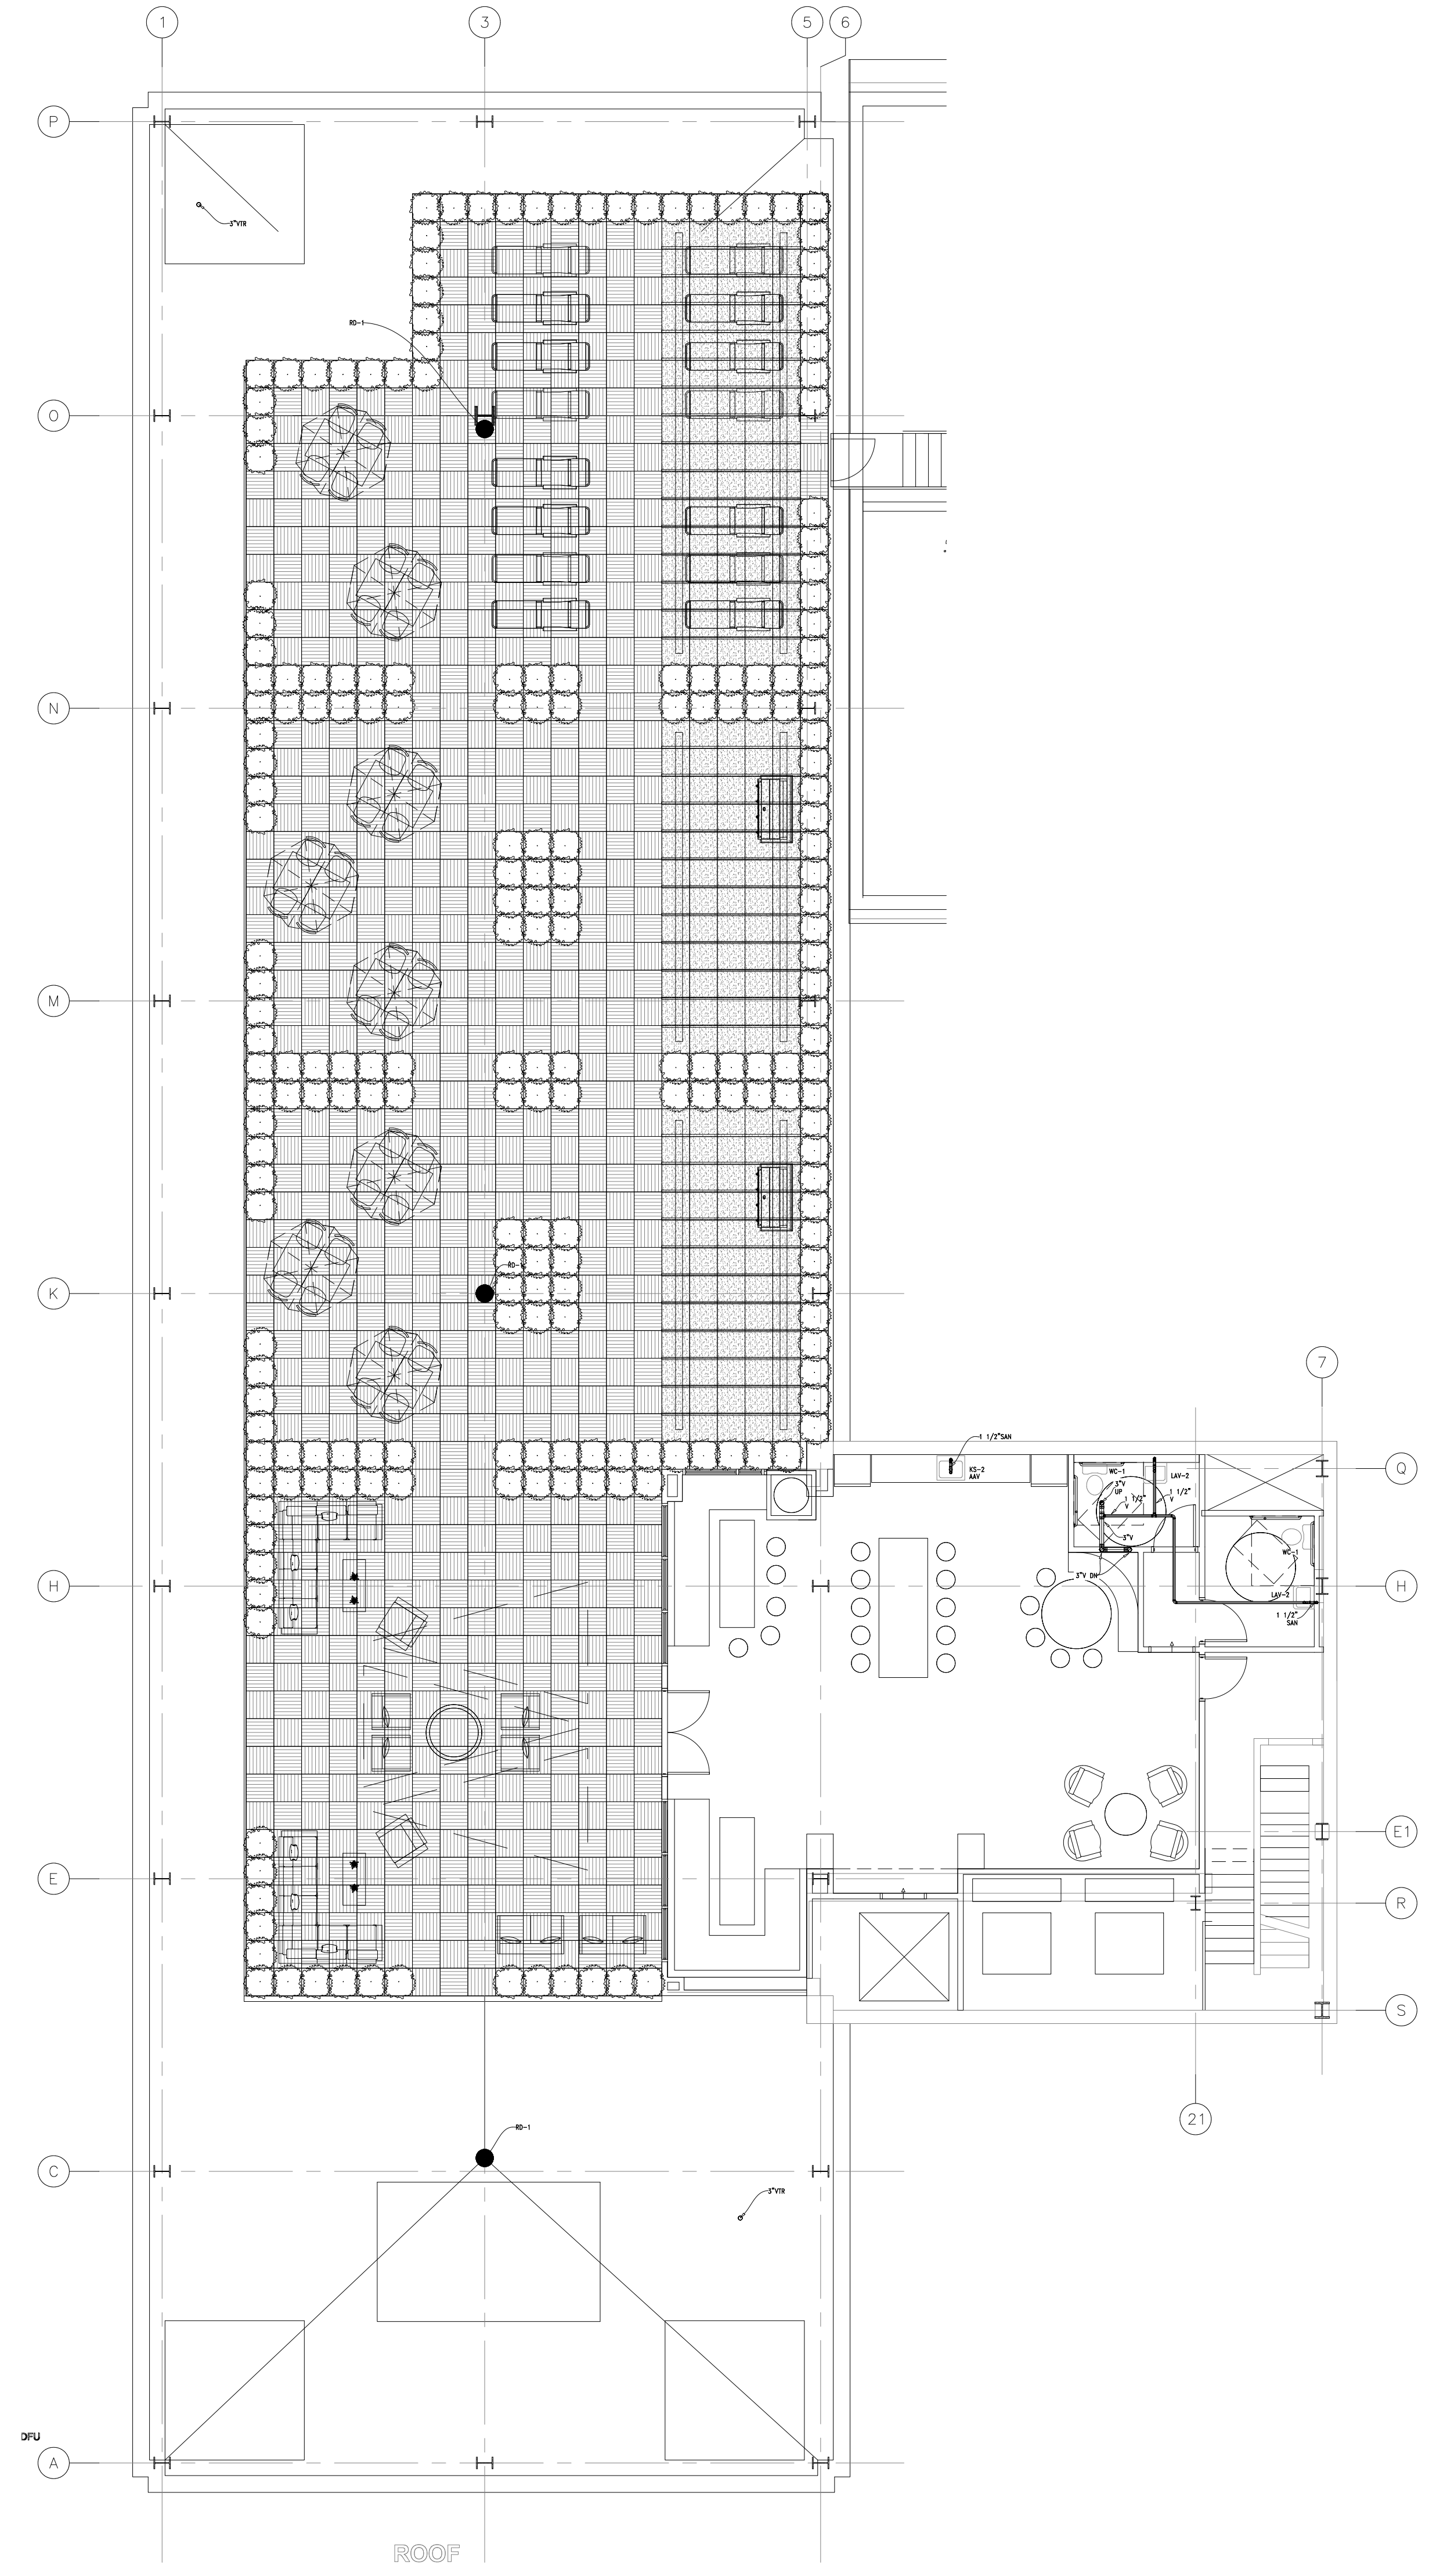 1
3
5
6
P
3"VTR
RD-1
O
N
M
K
RD-
7
1 1/2"SAN
Q
KS-2
AAV
WC-1
LAV-2
3"V
UP
1 1/2"
V
1 1/2"
V
3"V
WC-1
3"V DN
H
H
LAV-2
1 1/2"
SAN
E1
E
R
S
21
RD-1
C
3"VTR
DFU
A
ROOF